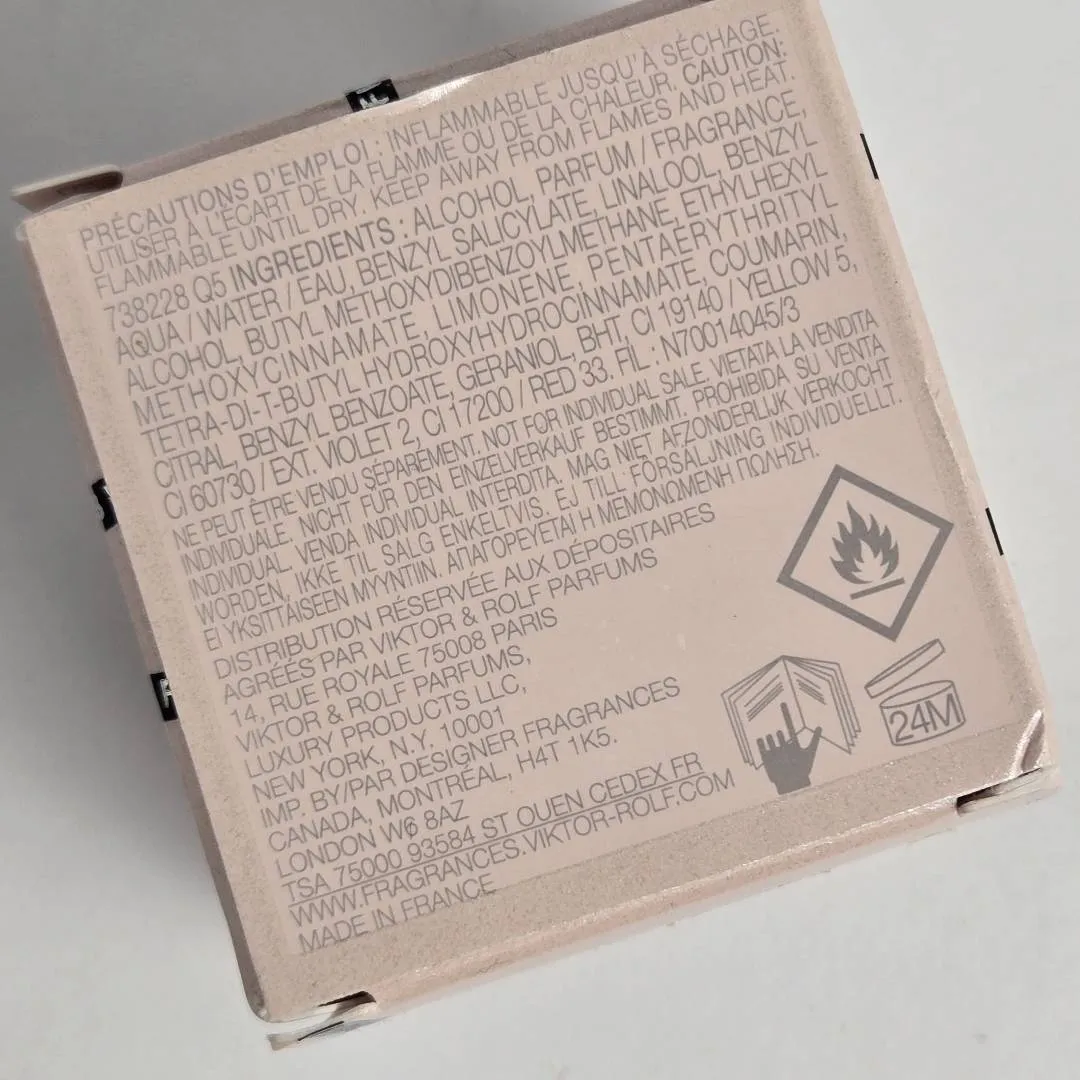 PRÉCAUTIONS D'EMPLOI : INFLAMMABLE JUSQU'À SÉCHAGE.
UTILISER À L'ÉCART DE LA FLAMME OU DE LA CHALEUR. CAUTION:
FLAMMABLE UNTIL DRY. KEEP AWAY FROM FLAMES AND HEAT.
738228 Q5 INGREDIENTS : ALCOHOL, PARFUM / FRAGRANCE,
AQUA / WATER / EAU, BENZYL SALICYLATE, LINALOOL, BENZYL
ALCOHOL, BUTYL METHOXYDIBENZOYLMETHANE, ETHYLHEXYL
METHOXYCINNAMATE, LIMONENE, PENTAERYTHRITYL
TETRA-DI-T-BUTYL HYDROXYHYDROCINNAMATE, COUMARIN,
CITRAL, BENZYL BENZOATE, GERANIOL, BHT, CI 19140 / YELLOW 5,
CI 60730 / EXT. VIOLET 2, CI 17200 / RED 33. FIL : N70014045/3
NE PEUT ÊTRE VENDU SÉPAREMENT. NOT FOR INDIVIDUAL SALE. VIETATA LA VENDITA
INDIVIDUALE. NICHT FÜR DEN EINZELVERKAUF BESTIMMT. PROHIBIDA SU VENTA
INDIVIDUAL. VENDA INDIVIDUAL INTERDITA. MAG NIET AFZONDERLIJK VERKOCHT
WORDEN. IKKE TIL SALG ENKELTVIS. EJ TILL FÖRSÄLJNING INDIVIDUELLT.
EI YKSITTÄISEEN MYYNTIIN. ΑΠΑΓΟΡΕΥΕΤΑΙ Η ΜΕΜΟΝΩΜΕΝΗ ΠΩΛΗΣΗ.
DISTRIBUTION RÉSERVÉE AUX DÉPOSITAIRES
AGRÉÉS PAR VIKTOR & ROLF PARFUMS
14, RUE ROYALE 75008 PARIS
VIKTOR & ROLF PARFUMS,
LUXURY PRODUCTS LLC,
NEW YORK, N.Y. 10001
IMP. BY/PAR DESIGNER FRAGRANCES
CANADA, MONTRÉAL, H4T 1K5.
LONDON W6 8AZ
TSA 75000 93584 ST OUEN CEDEX FR
WWW.FRAGRANCES.VIKTOR-ROLF.COM
MADE IN FRANCE
24M